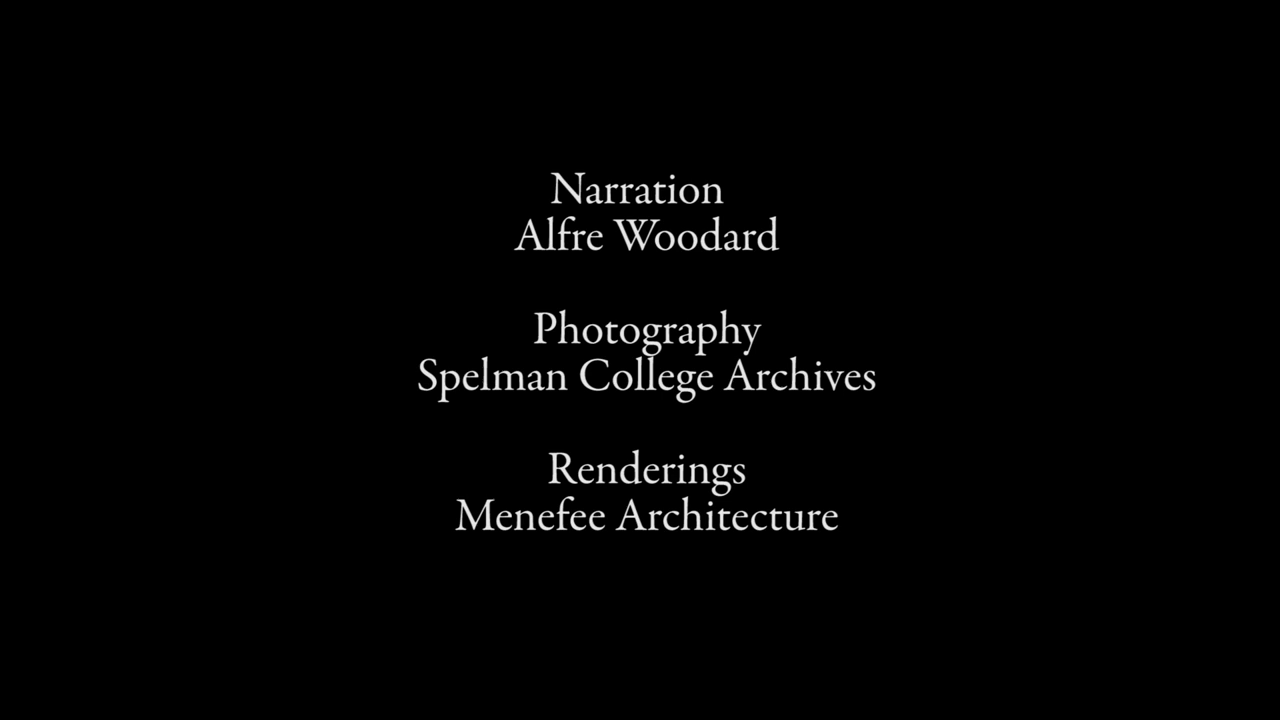 Narration
Alfre Woodard
Photography
Spelman College Archives
Renderings
Menefee Architecture